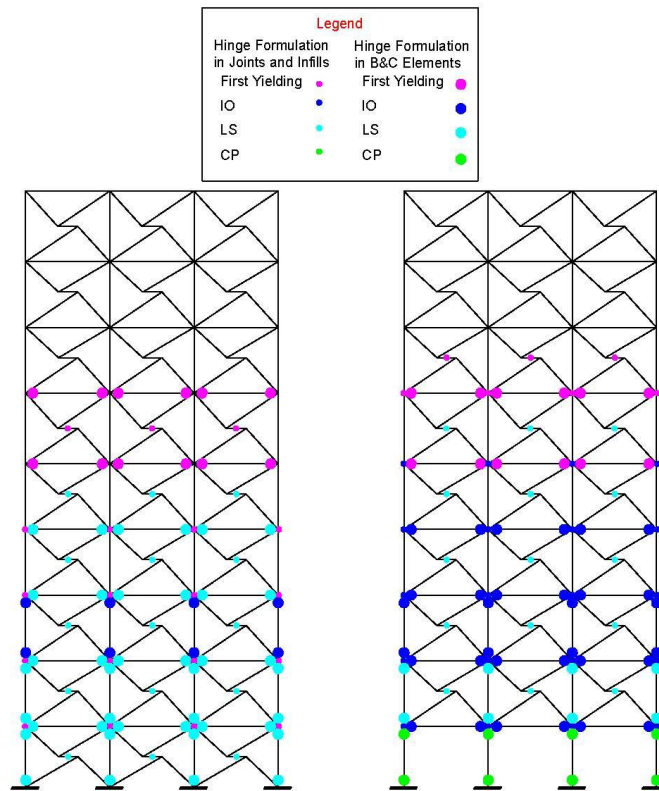 Legend
Hinge Formulation in Joints and Infills
Hinge Formulation in B&C Elements
First Yielding
First Yielding
IO
IO
LS
LS
CP
CP